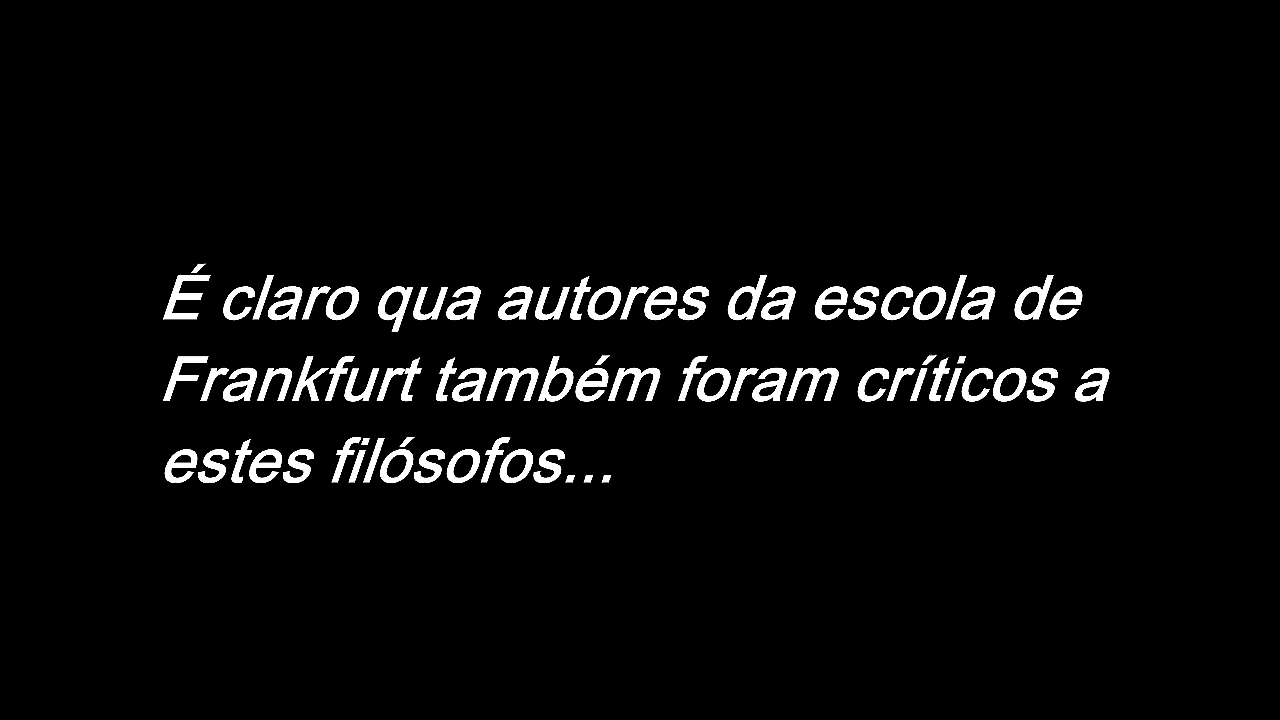 É claro qua autores da escola de
Frankfurt também foram críticos a
estes filósofos...